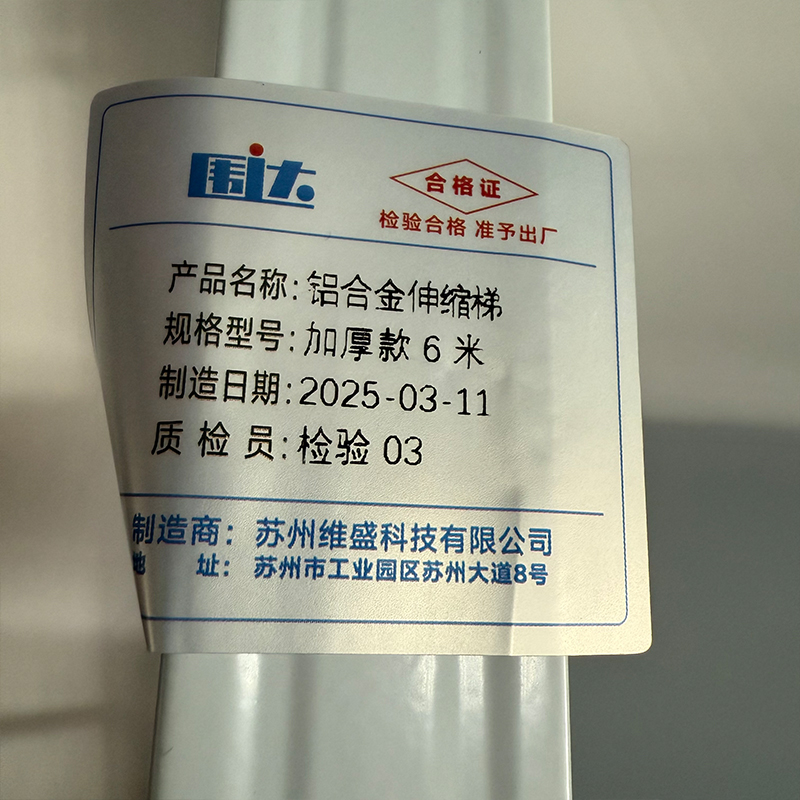 围达
合格证
检验合格 准予出厂
产品名称: 铝合金伸缩梯
规格型号: 加厚款 6 米
制造日期: 2025-03-11
质 检 员: 检验 03
制造商: 苏州维盛科技有限公司
地 址: 苏州市工业园区苏州大道8号